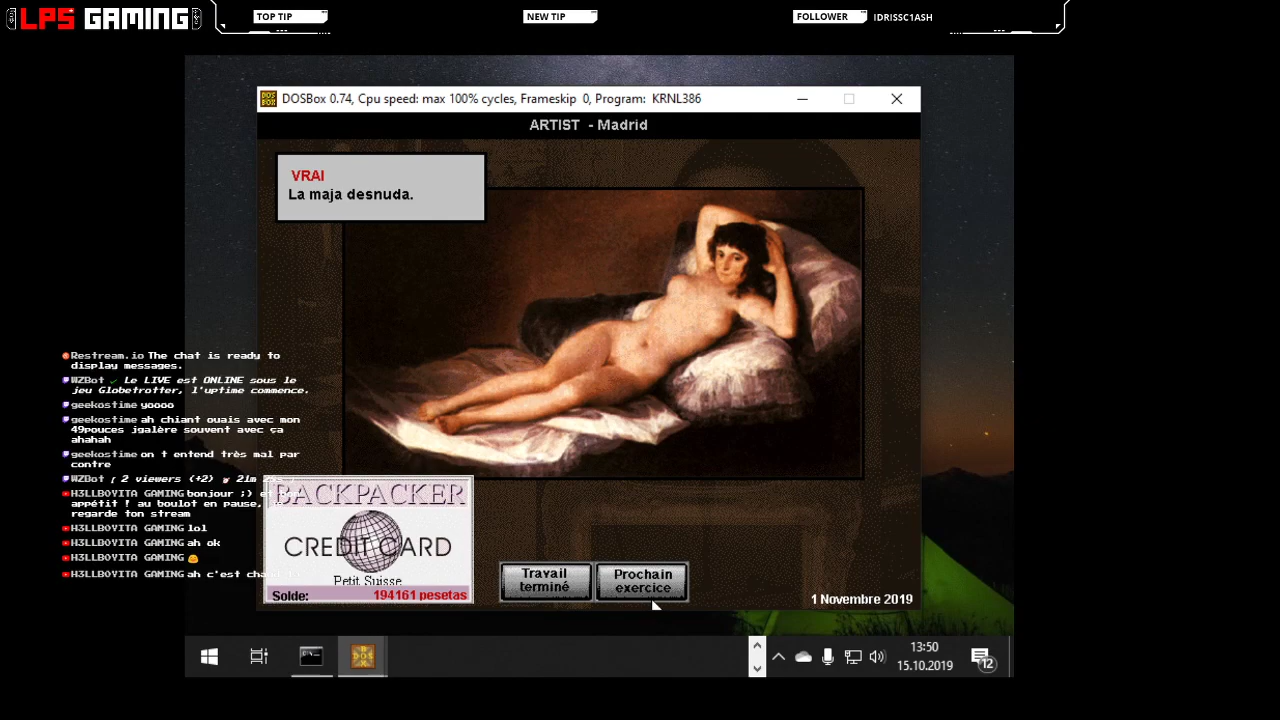 LPS GAMING
TOP TIP
NEW TIP
FOLLOWER
IDRISSC1ASH
DOSBox 0.74, Cpu speed: max 100% cycles, Frameskip 0, Program: KRNL386
ARTIST - Madrid
VRAI
La maja desnuda.
Restream.io The chat is ready to
display messages.
WZBot ✓ Le LIVE est ONLINE sous le
jeu Globetrotter, l'uptime commence.
geekostime yoooo
geekostime ah chiant ouais avec mon
49pouces jgalère souvent avec ça
ahahah
geekostime on t entend très mal par
contre
WZBot 2 viewers (+2) 21m
H3LLB0YITA GAMING bonjour ;) et bon
appétit ! au boulot en pause,
regarde ton stream
H3LLB0YITA GAMING lol
H3LLB0YITA GAMING ah ok
H3LLB0YITA GAMING
H3LLB0YITA GAMING ah c'est
BACKPACKER
CREDIT CARD
Petit Suisse
Solde: 194161 pesetas
Travail
terminé
Prochain
exercice
1 Novembre 2019
13:50
15.10.2019
12